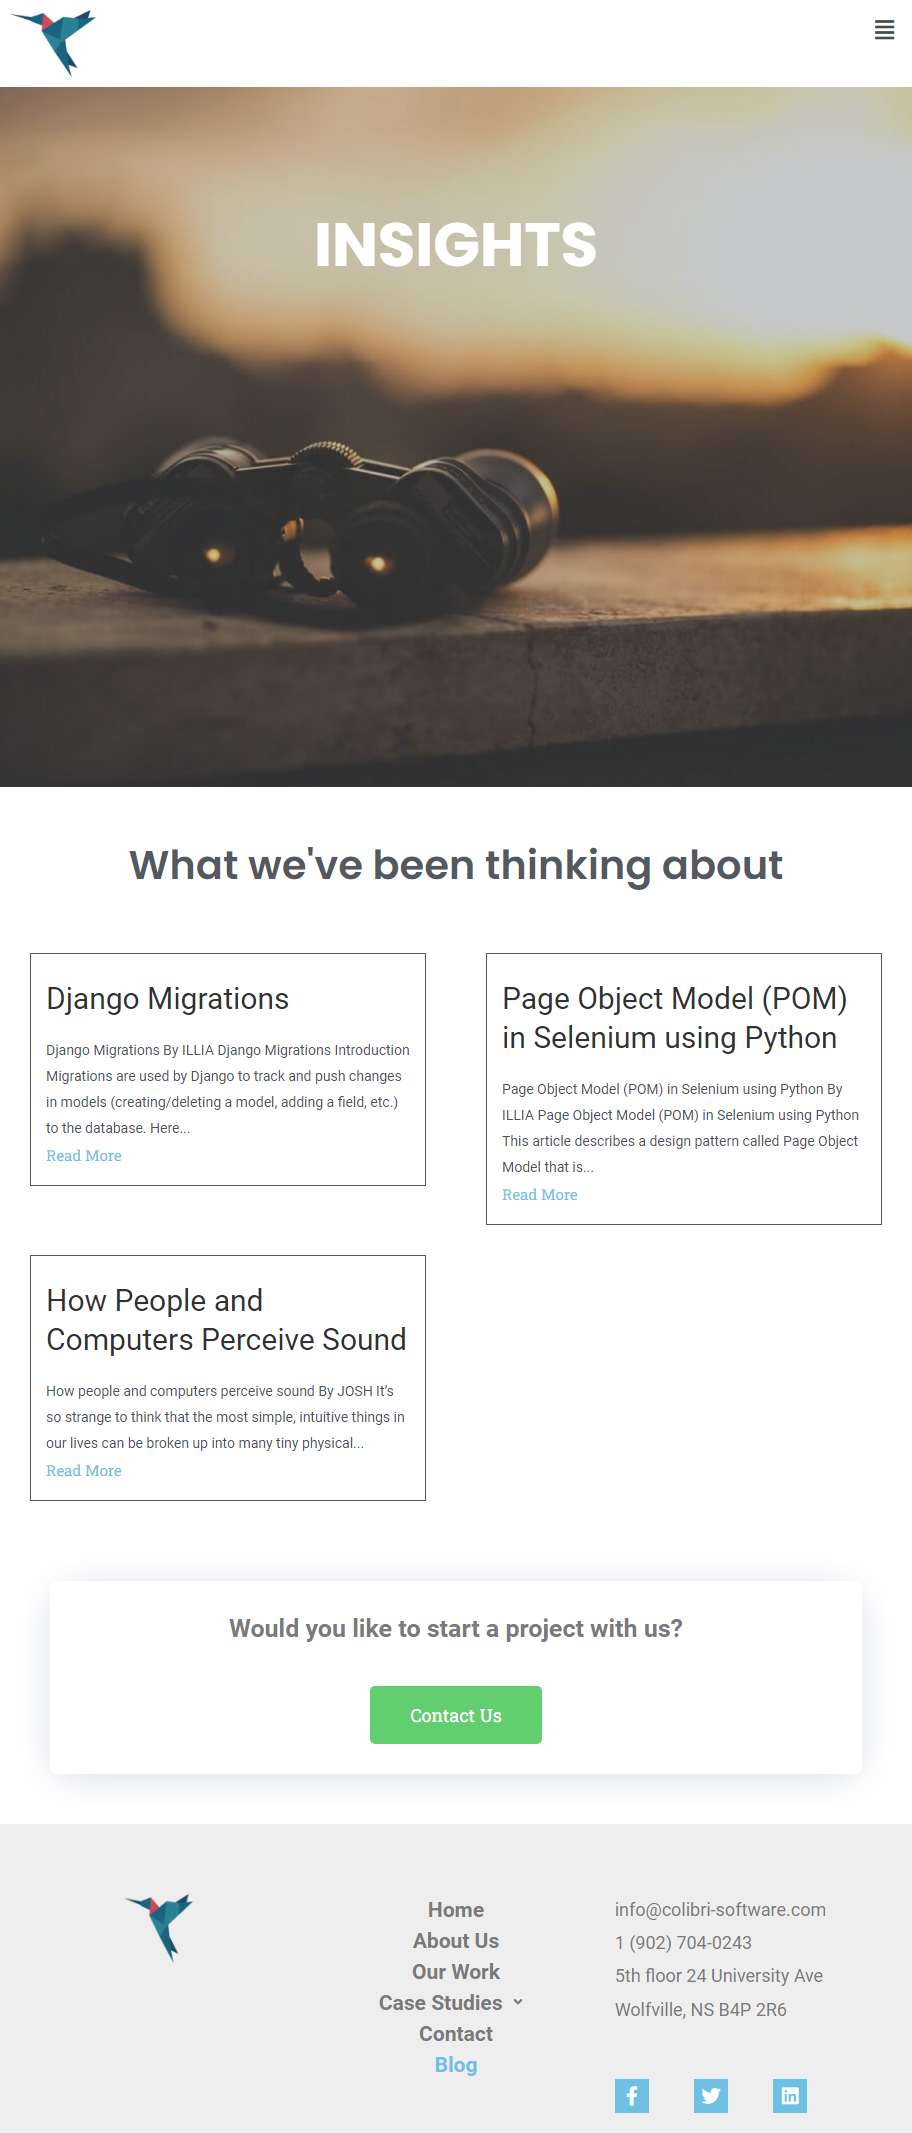 INSIGHTS
What we've been thinking about
Django Migrations
Django Migrations By ILLIA Django Migrations Introduction
Migrations are used by Django to track and push changes
in models (creating/deleting a model, adding a field, etc.)
to the database. Here...
Read More
Page Object Model (POM)
in Selenium using Python
Page Object Model (POM) in Selenium using Python By
ILLIA Page Object Model (POM) in Selenium using Python
This article describes a design pattern called Page Object
Model that is...
Read More
How People and
Computers Perceive Sound
How people and computers perceive sound By JOSH It's
so strange to think that the most simple, intuitive things in
our lives can be broken up into many tiny physical...
Read More
Would you like to start a project with us?
Contact Us
Home
About Us
Our Work
Case Studies
Contact
Blog
info@colibri-software.com
1 (902) 704-0243
5th floor 24 University Ave
Wolfville, NS B4P 2R6